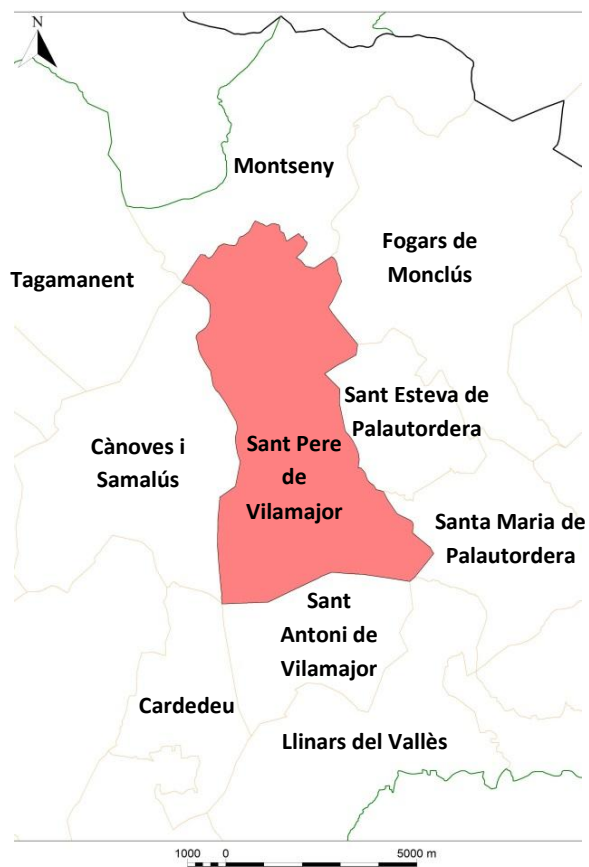 N
Montseny
Fogars de
Monclús
Tagamanent
Sant Esteva de
Palautordera
Cànoves i
Samalús
Sant Pere
de
Vilamajor
Santa Maria de
Palautordera
Sant
Antoni de
Vilamajor
Cardedeu
Llinars del Vallès
1000 0 5000 m